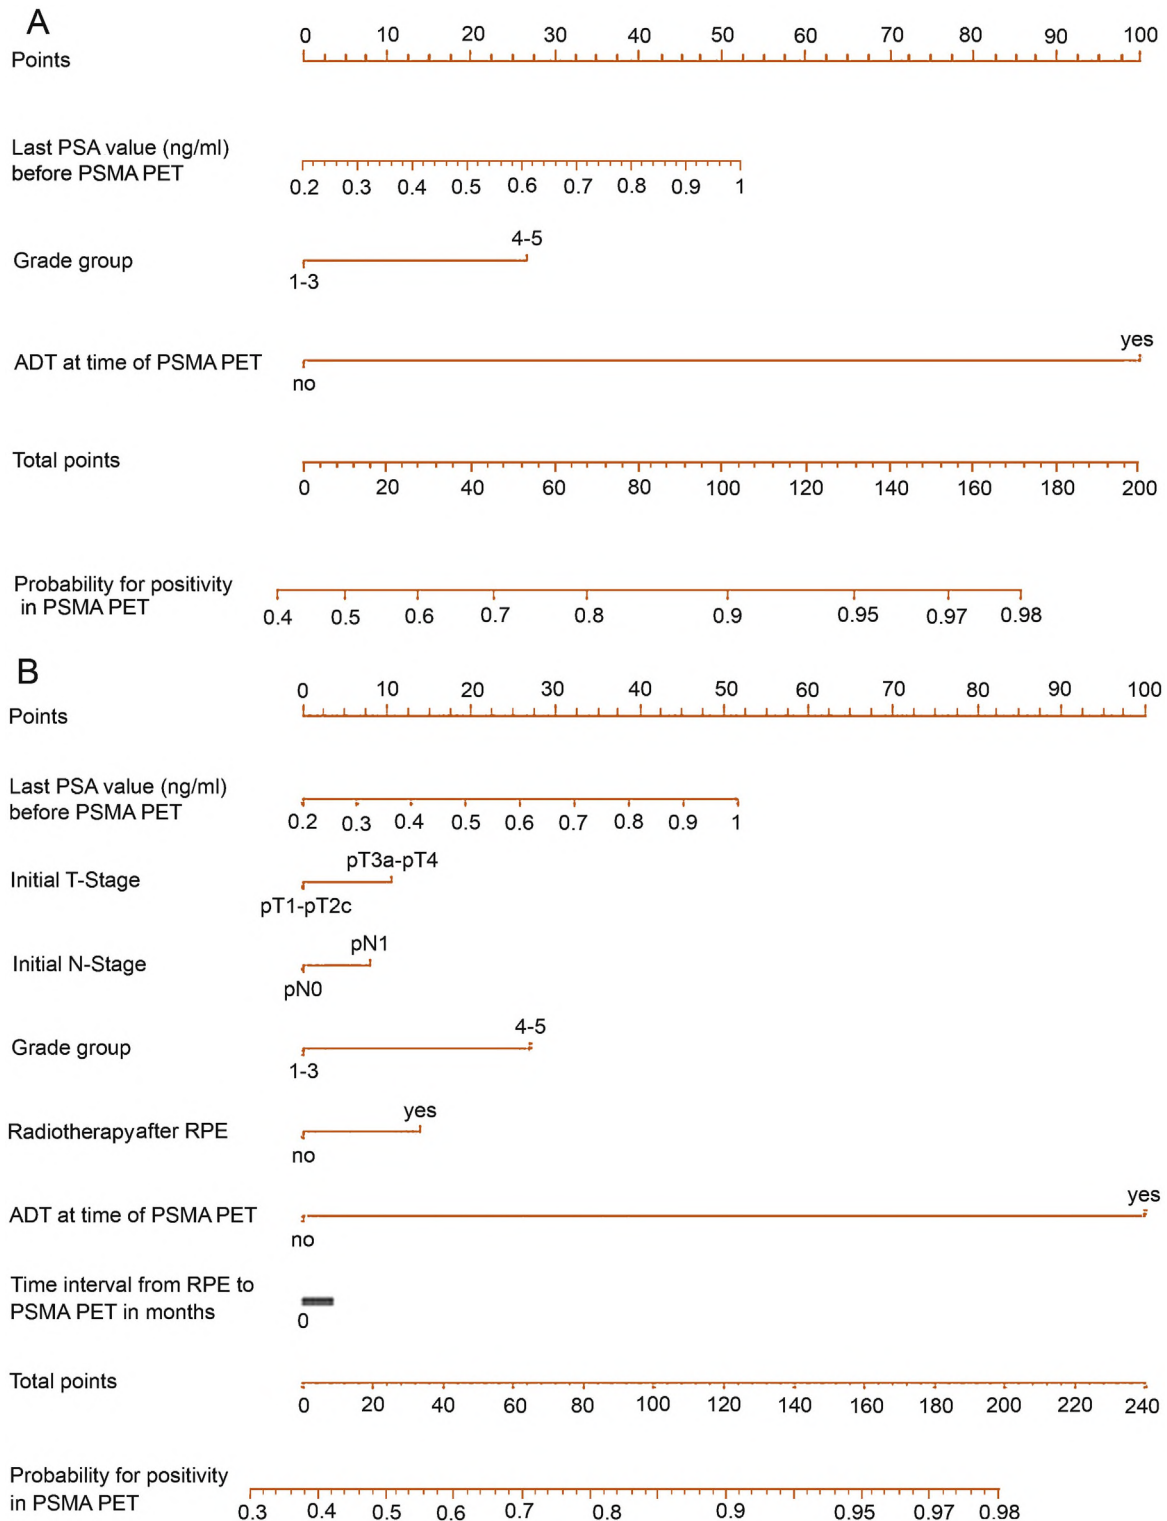 A
Points
0 10 20 30 40 50 60 70 80 90 100
Last PSA value (ng/ml)
before PSMA PET
0.2 0.3 0.4 0.5 0.6 0.7 0.8 0.9 1
4-5
Grade group
1-3
yes
ADT at time of PSMA PET
no
Total points
0 20 40 60 80 100 120 140 160 180 200
Probability for positivity
in PSMA PET
0.4 0.5 0.6 0.7 0.8 0.9 0.95 0.97 0.98
B
0 10 20 30 40 50 60 70 80 90 100
Points
Last PSA value (ng/ml)
before PSMA PET
0.2 0.3 0.4 0.5 0.6 0.7 0.8 0.9 1
pT3a-pT4
Initial T-Stage
pT1-pT2c
pN1
Initial N-Stage
pN0
4-5
Grade group
1-3
yes
Radiotherapy after RPE
no
yes
ADT at time of PSMA PET
no
Time interval from RPE to
PSMA PET in months
0
Total points
0 20 40 60 80 100 120 140 160 180 200 220 240
Probability for positivity
in PSMA PET
0.3 0.4 0.5 0.6 0.7 0.8 0.9 0.95 0.97 0.98